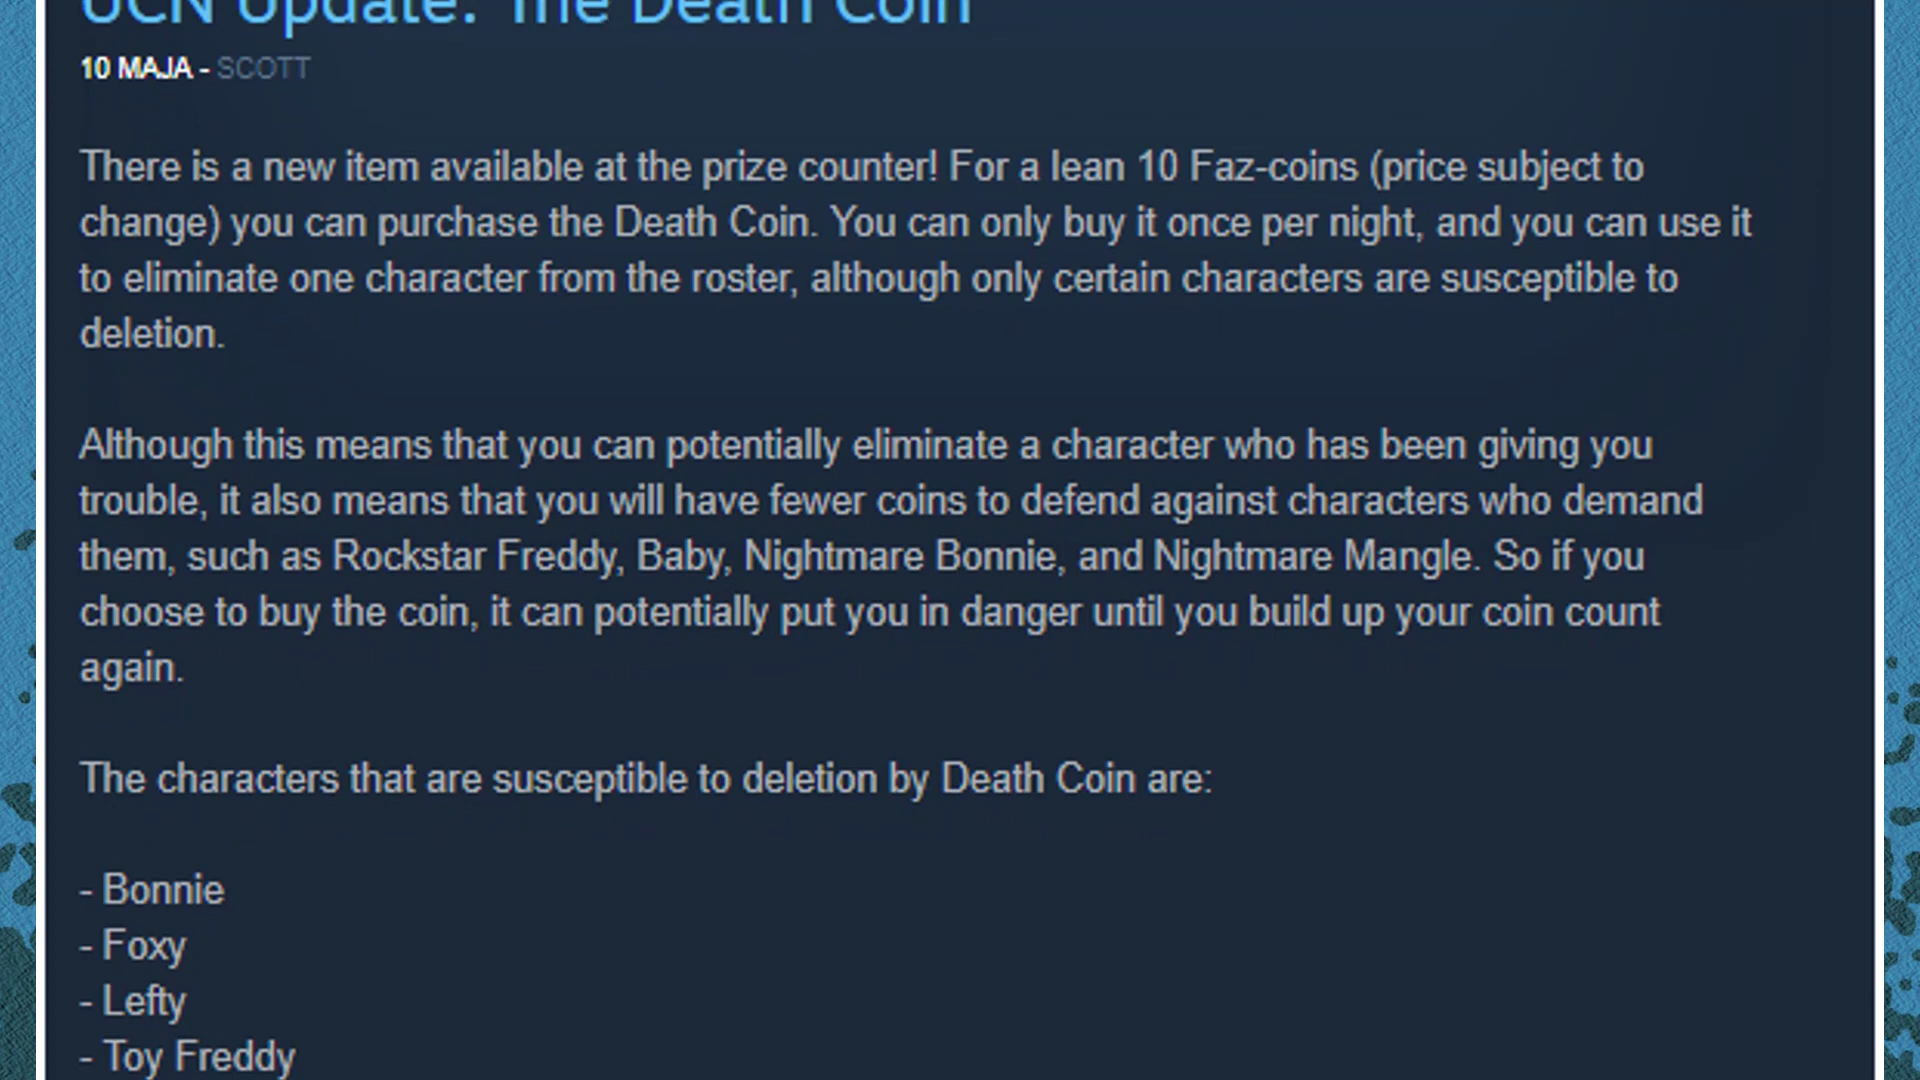 UCN Update: The Death Coin
10 MAJA - SCOTT
There is a new item available at the prize counter! For a lean 10 Faz-coins (price subject to
change) you can purchase the Death Coin. You can only buy it once per night, and you can use it
to eliminate one character from the roster, although only certain characters are susceptible to
deletion.
Although this means that you can potentially eliminate a character who has been giving you
trouble, it also means that you will have fewer coins to defend against characters who demand
them, such as Rockstar Freddy, Baby, Nightmare Bonnie, and Nightmare Mangle. So if you
choose to buy the coin, it can potentially put you in danger until you build up your coin count
again.
The characters that are susceptible to deletion by Death Coin are:
- Bonnie
- Foxy
- Lefty
- Toy Freddy